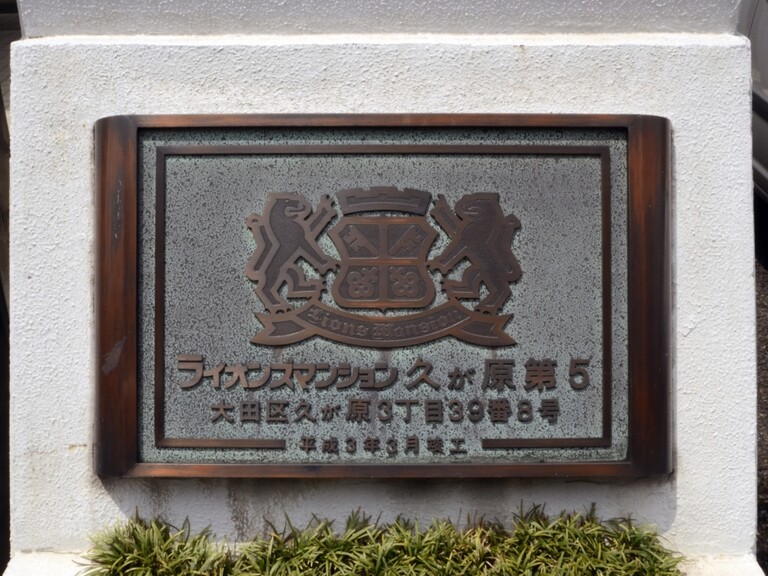 Lions Mansion
ライオンズマンション久が原第5
大田区久が原3丁目39番8号
平成3年3月竣工